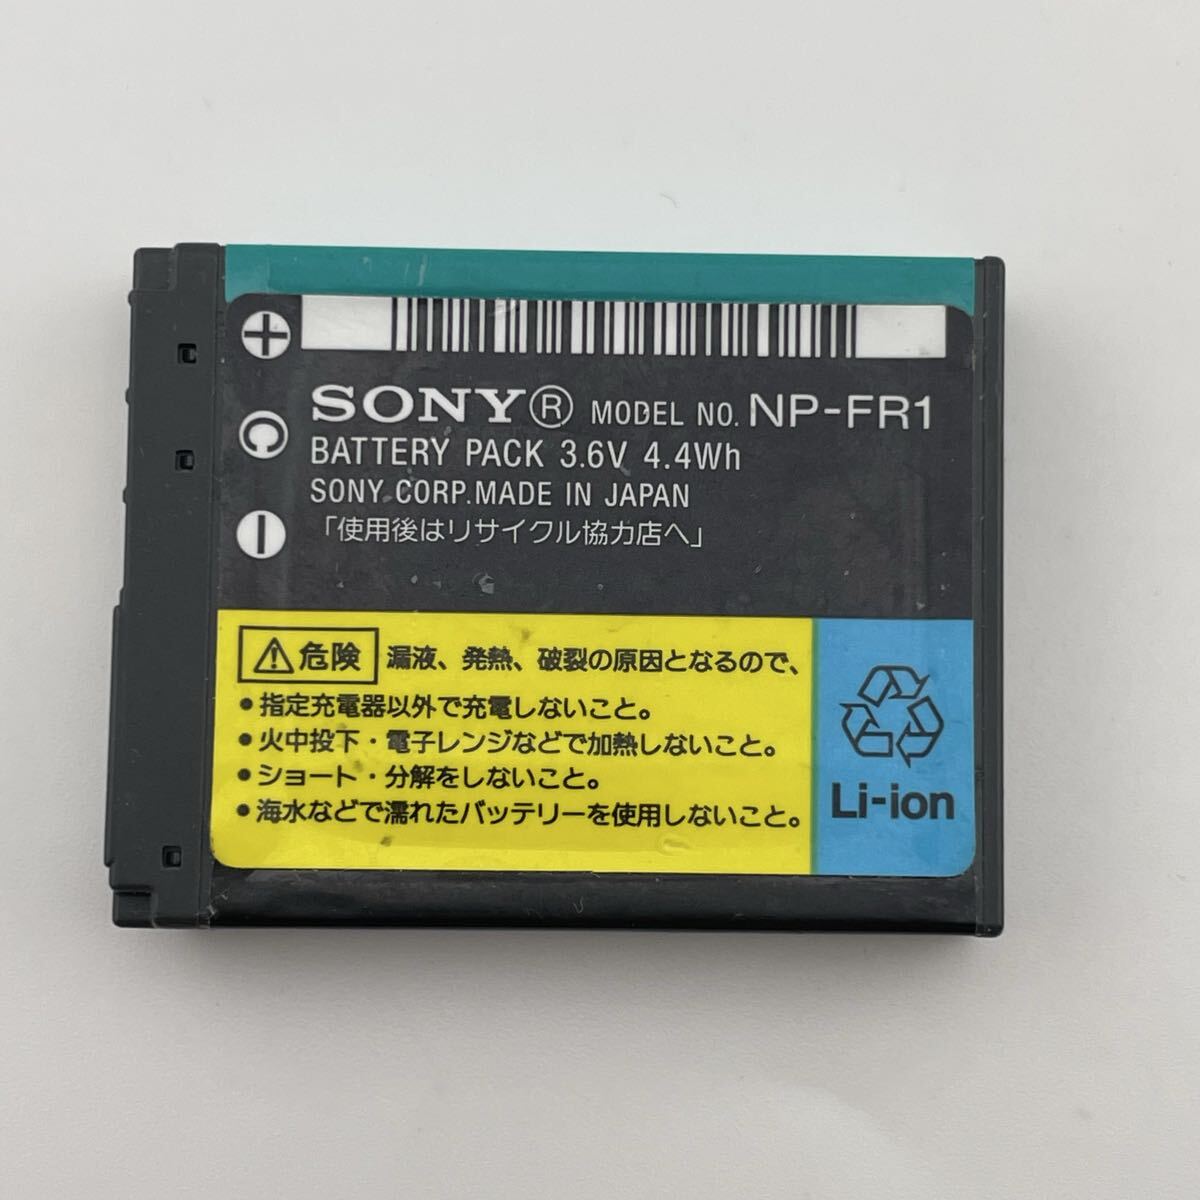 SONY® MODEL NO. NP-FR1
BATTERY PACK 3.6V 4.4Wh
SONY CORP. MADE IN JAPAN
「使用後はリサイクル協力店へ」
⚠危険 漏液、発熱、破裂の原因となるので、
•指定充電器以外で充電しないこと。
•火中投下・電子レンジなどで加熱しないこと。
•ショート・分解をしないこと。
•海水などで濡れたバッテリーを使用しないこと。
Li-ion